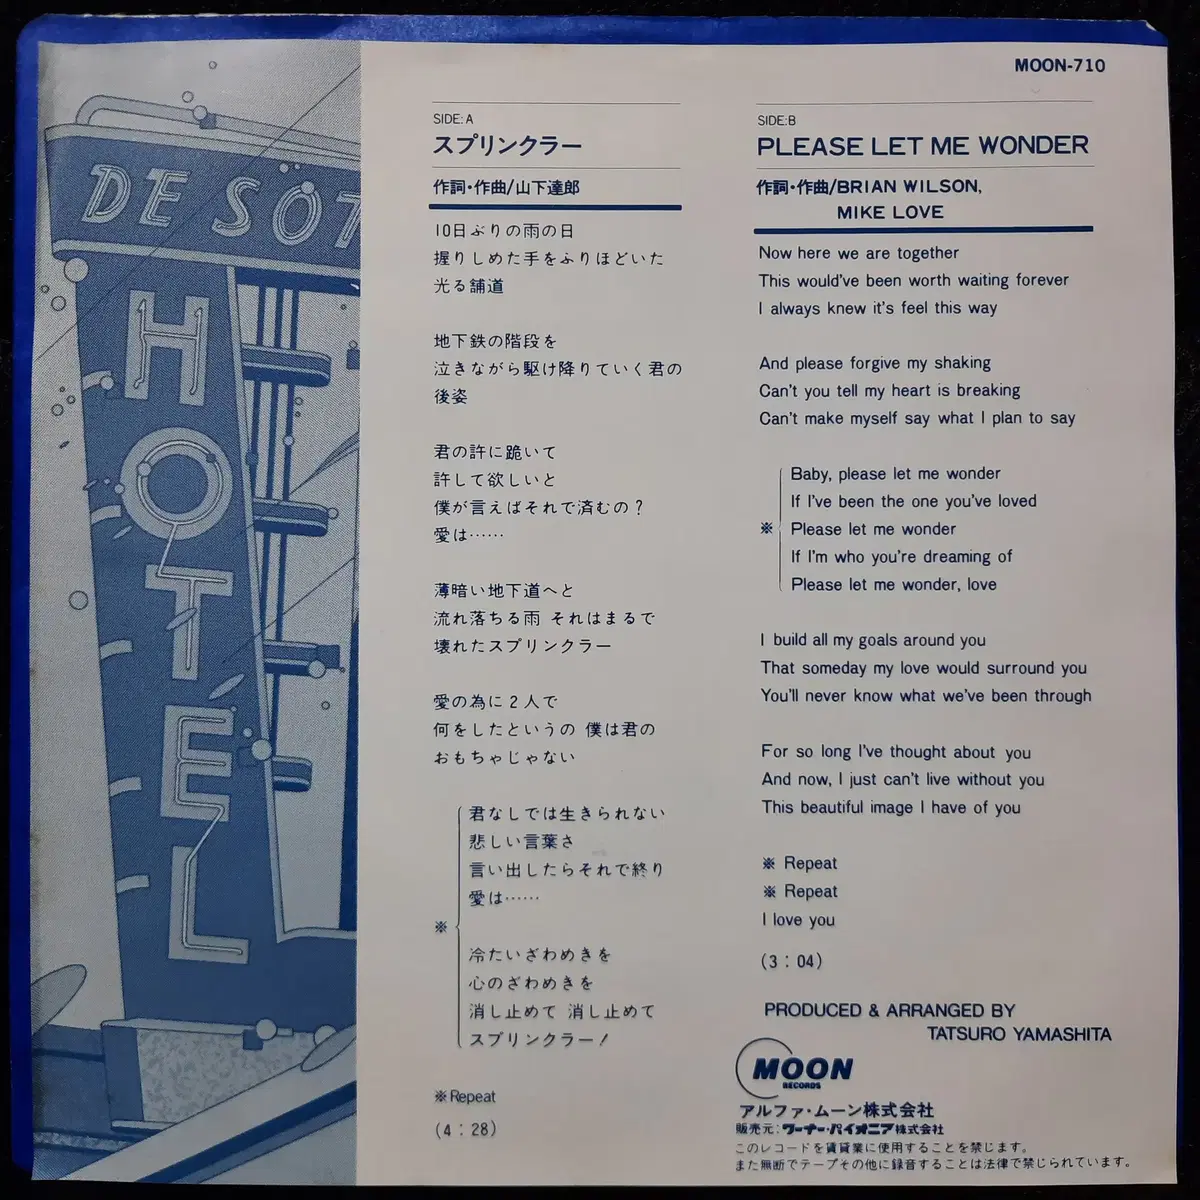 DE SOT
HOTEL
MOON-710
SIDE: A
スプリンクラー
作詞・作曲/山下達郎
10日ぶりの雨の日
握りしめた手をふりほどいた
光る舗道
地下鉄の階段を
泣きながら駆け降りていく君の
後姿
君の許に跪いて
許して欲しいと
僕が言えばそれで済むの？
愛は……
薄暗い地下道へと
流れ落ちる雨 それはまるで
壊れたスプリンクラー
愛の為に2人で
何をしたというの 僕は君の
おもちゃじゃない
君なしでは生きられない
悲しい言葉さ
言い出したらそれで終り
愛は……
※
冷たいざわめきを
心のざわめきを
消し止めて 消し止めて
スプリンクラー！
※Repeat
(4：28)
SIDE:B
PLEASE LET ME WONDER
作詞・作曲/BRIAN WILSON,
MIKE LOVE
Now here we are together
This would've been worth waiting forever
I always knew it's feel this way
And please forgive my shaking
Can't you tell my heart is breaking
Can't make myself say what I plan to say
Baby, please let me wonder
If I've been the one you've loved
※ Please let me wonder
If I'm who you're dreaming of
Please let me wonder, love
I build all my goals around you
That someday my love would surround you
You'll never know what we've been through
For so long I've thought about you
And now, I just can't live without you
This beautiful image I have of you
※ Repeat
※ Repeat
I love you
(3：04)
PRODUCED & ARRANGED BY
TATSURO YAMASHITA
MOON
RECORDS
アルファ・ムーン株式会社
販売元:ワーナー・パイオニア株式会社
このレコードを賃貸業に使用することを禁じます。
また無断でテープその他に録音することは法律で禁じられています。